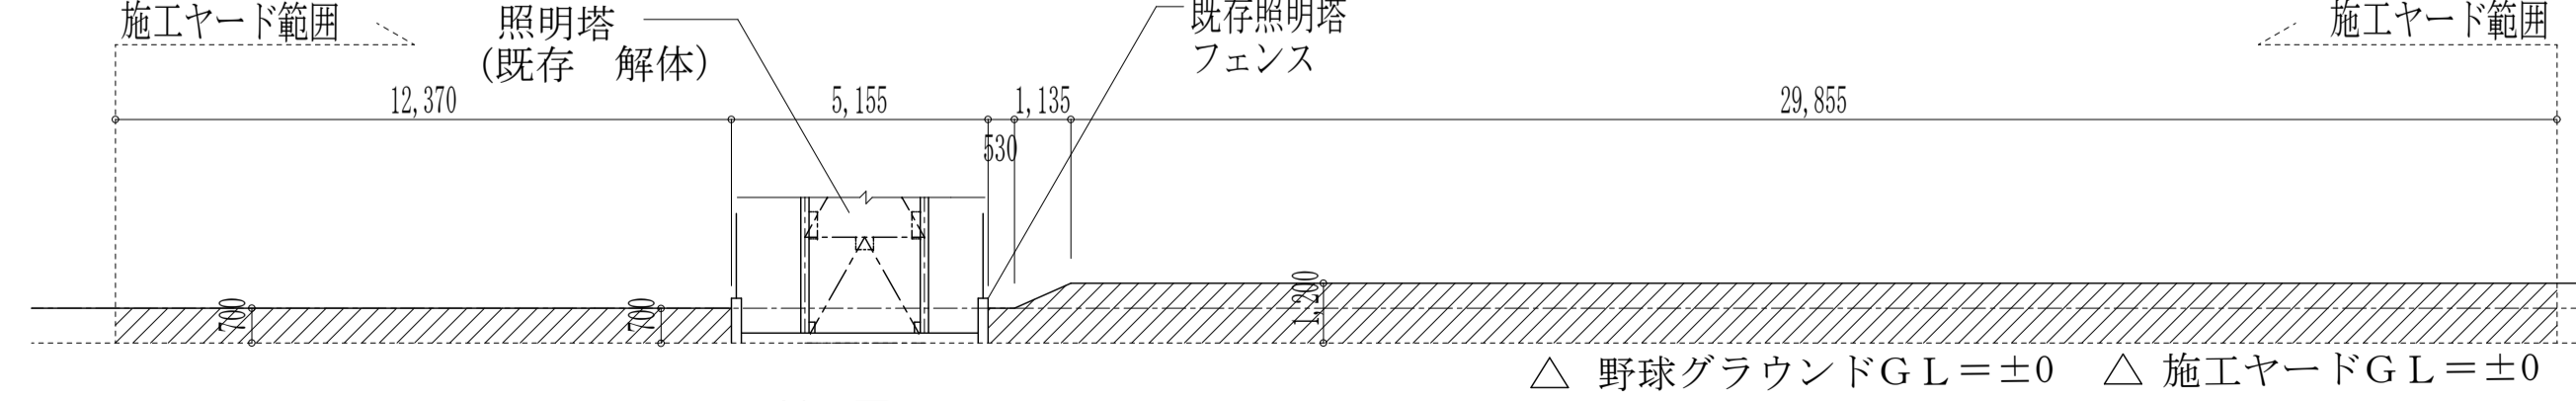 施工ヤード範囲
照明塔
(既存　解体)
既存照明塔
フェンス
施工ヤード範囲
12,370
5,155
530
1,135
29,855
700
700
1,200
△ 野球グラウンドＧＬ＝±0
△ 施工ヤードＧＬ＝±0